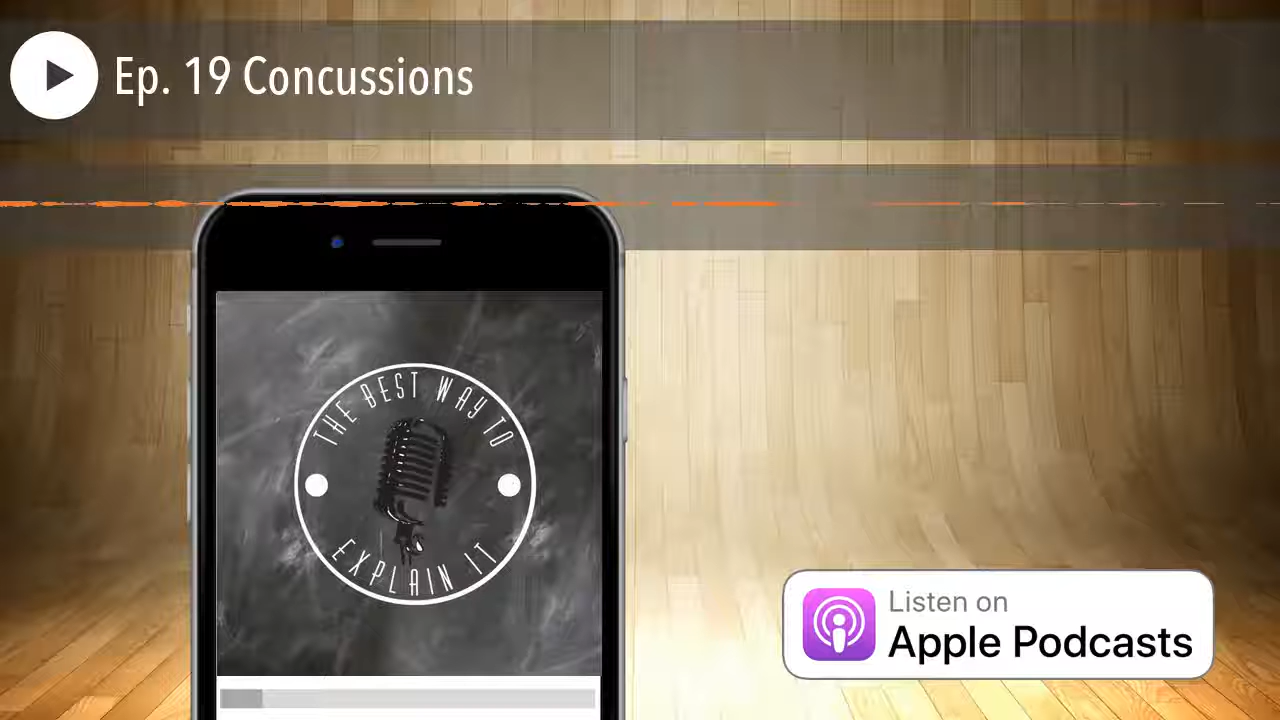 Ep. 19 Concussions
THE BEST WAY TO
EXPLAIN IT
Listen on
Apple Podcasts